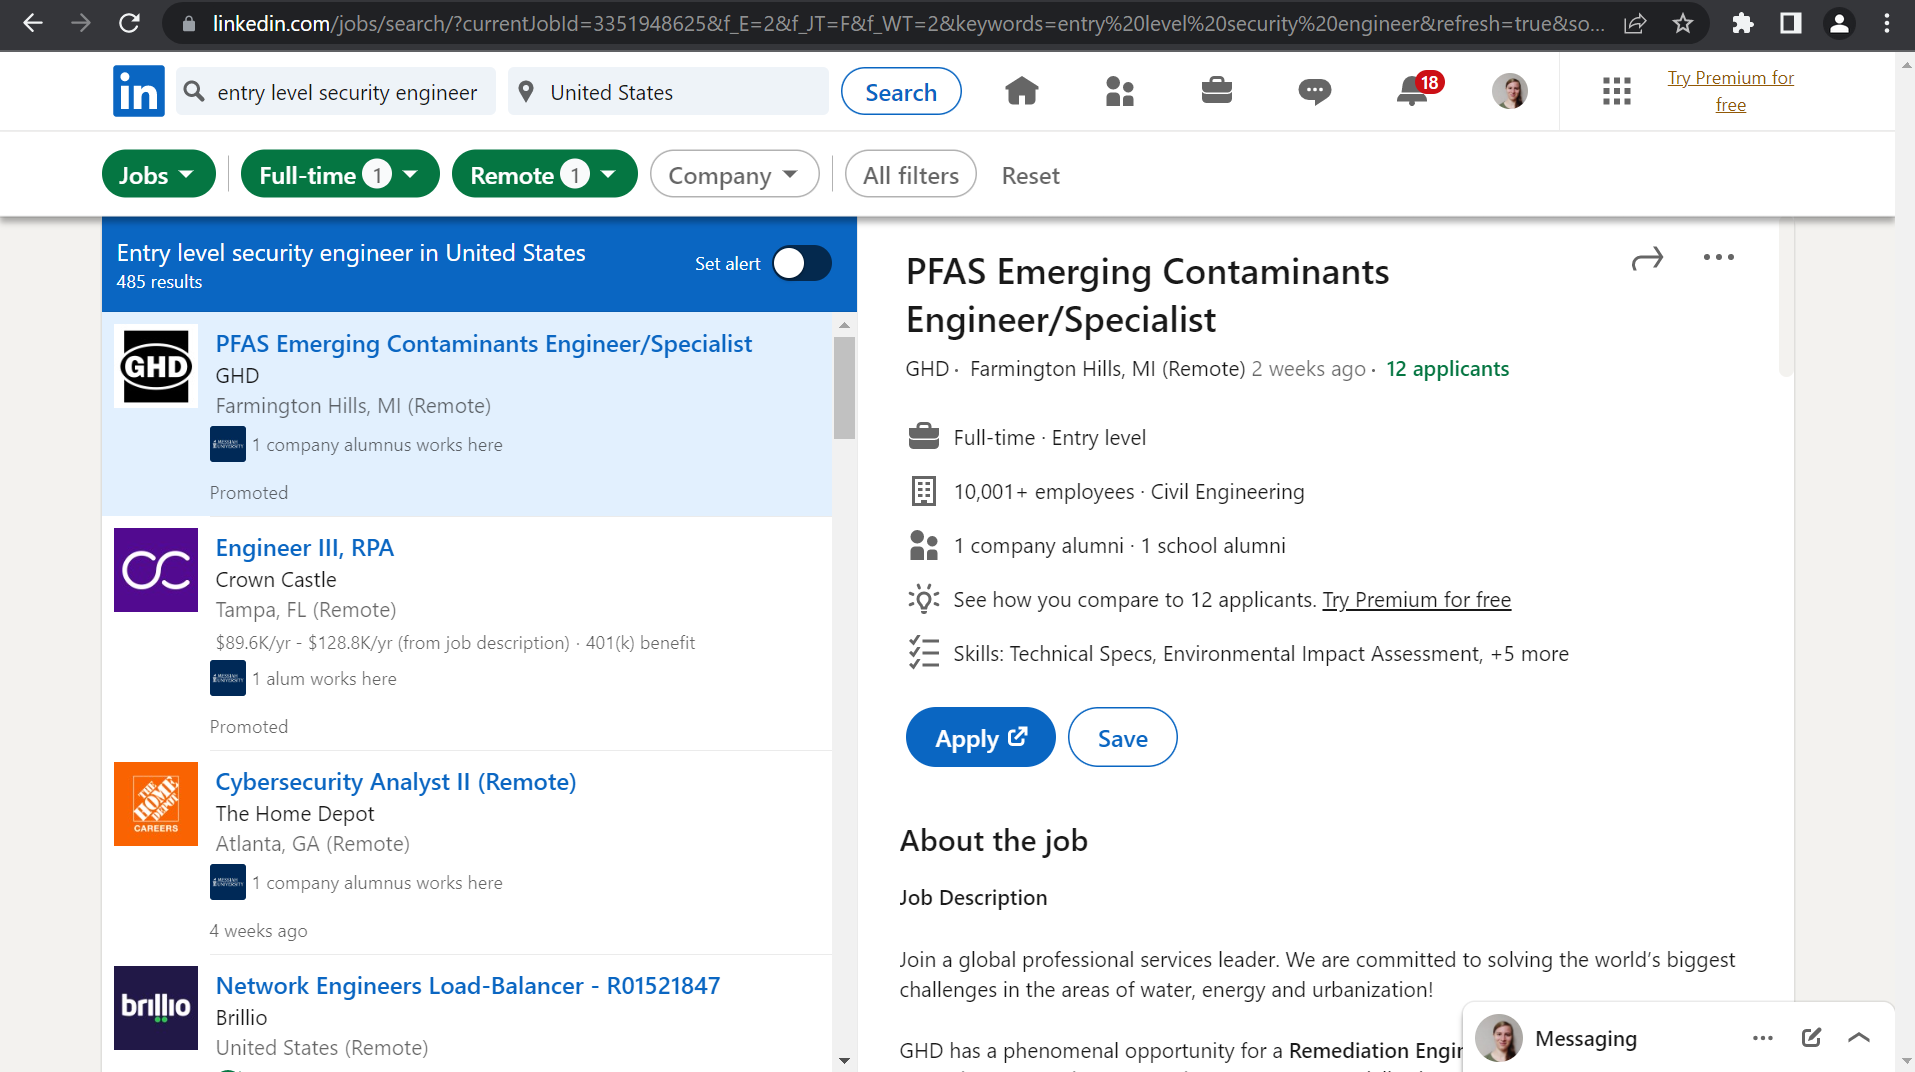 linkedin.com/jobs/search/?currentJobId=3351948625&f_E=2&f_JT=F&f_WT=2&keywords=entry%20level%20security%20engineer&refresh=true&so...
in
entry level security engineer
United States
Search
18
Try Premium for
free
Jobs
Full-time 1
Remote 1
Company
All filters
Reset
Entry level security engineer in United States
485 results
Set alert
GHD
PFAS Emerging Contaminants Engineer/Specialist
GHD
Farmington Hills, MI (Remote)
1 company alumnus works here
Promoted
Engineer III, RPA
Crown Castle
Tampa, FL (Remote)
$89.6K/yr - $128.8K/yr (from job description) · 401(k) benefit
1 alum works here
Promoted
THE HOME DEPOT
CAREERS
Cybersecurity Analyst II (Remote)
The Home Depot
Atlanta, GA (Remote)
1 company alumnus works here
4 weeks ago
brillio
Network Engineers Load-Balancer - R01521847
Brillio
United States (Remote)
PFAS Emerging Contaminants
Engineer/Specialist
GHD · Farmington Hills, MI (Remote) 2 weeks ago · 12 applicants
Full-time · Entry level
10,001+ employees · Civil Engineering
1 company alumni · 1 school alumni
See how you compare to 12 applicants. Try Premium for free
Skills: Technical Specs, Environmental Impact Assessment, +5 more
Apply
Save
About the job
Job Description
Join a global professional services leader. We are committed to solving the world's biggest
challenges in the areas of water, energy and urbanization!
GHD has a phenomenal opportunity for a Remediation Engi
Messaging